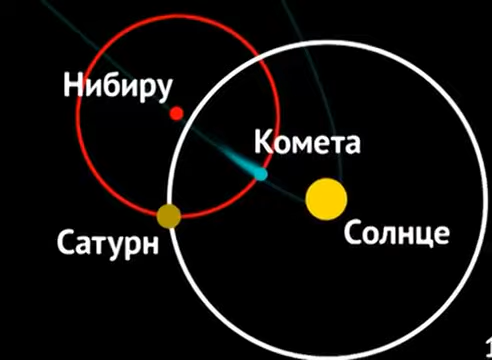 Нибиру
Комета
Сатурн
Солнце